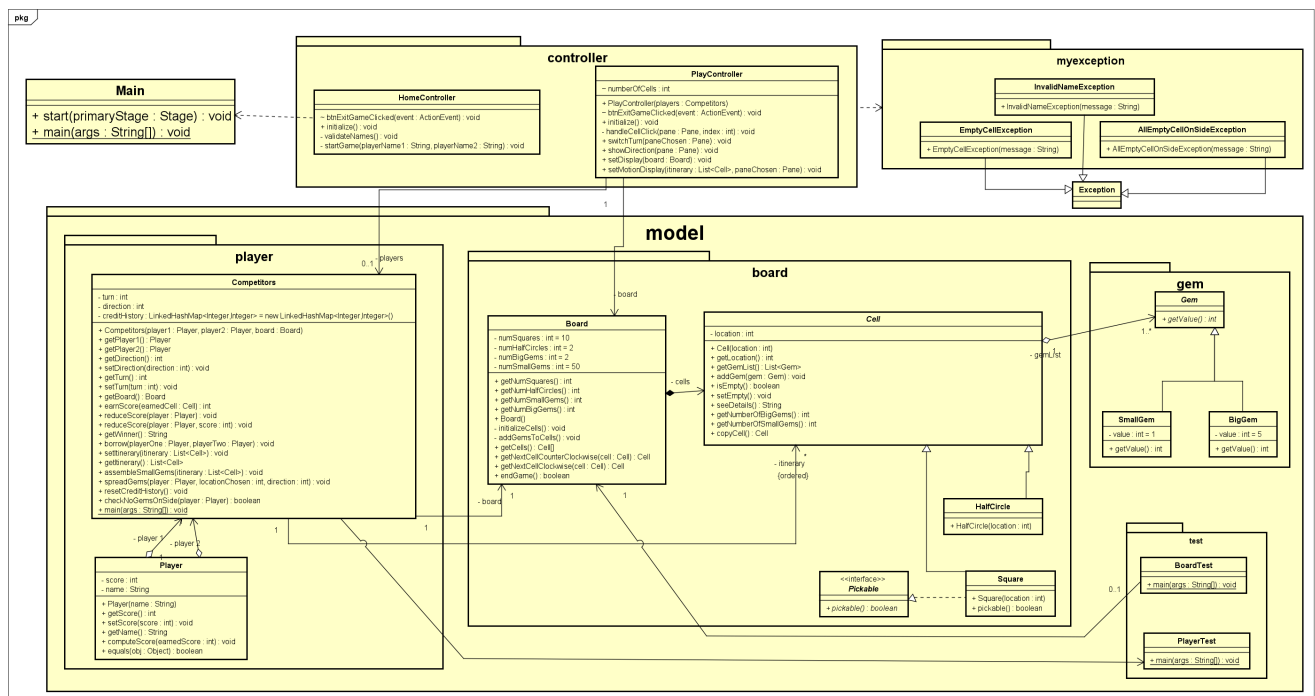 pkg
controller
myexception
Main
+ start(primaryStage : Stage) : void
+ main(args : String[]) : void
HomeController
~ btnExitGameClicked(event : ActionEvent) : void
+ initialize() : void
- validateNames() : void
- startGame(playerName1 : String, playerName2 : String) : void
PlayController
~ numberOfCells : int
+ PlayController(players : Competitors)
~ btnExitGameClicked(event : ActionEvent) : void
+ initialize() : void
- handleCellClick(pane : Pane, index : int) : void
+ switchTurn(paneChosen : Pane) : void
+ showDirection(pane : Pane) : void
+ setDisplay(board : Board) : void
+ setMotionDisplay(itinerary : List<Cell>, paneChosen : Pane) : void
InvalidNameException
+ InvalidNameException(message : String)
EmptyCellException
+ EmptyCellException(message : String)
AllEmptyCellOnSideException
+ AllEmptyCellOnSideException(message : String)
Exception
1
model
player
0..1
- players
Competitors
- turn : int
- direction : int
- creditHistory : LinkedHashMap<Integer,Integer> = new LinkedHashMap<Integer,Integer>()
+ Competitors(player1 : Player, player2 : Player, board : Board)
+ getPlayer1() : Player
+ getPlayer2() : Player
+ getDirection() : int
+ setDirection(direction : int) : void
+ getTurn() : int
+ setTurn(turn : int) : void
+ getBoard() : Board
+ earnScore(earnedCell : Cell) : int
+ reduceScore(player : Player) : void
+ reduceScore(player : Player, score : int) : void
+ getWinner() : String
+ borrow(playerOne : Player, playerTwo : Player) : void
+ setItinerary(itinerary : List<Cell>) : void
+ getItinerary() : List<Cell>
+ assembleSmallGems(itinerary : List<Cell>) : void
+ spreadGems(player : Player, locationChosen : int, direction : int) : void
+ resetCreditHistory() : void
+ checkNoGemsOnSide(player : Player) : boolean
+ main(args : String[]) : void
- player 1
- player 2
1
Player
- score : int
- name : String
+ Player(name : String)
+ getScore() : int
+ setScore(score : int) : void
+ getName() : String
+ computeScore(earnedScore : int) : void
+ equals(obj : Object) : boolean
board
- board
Board
- numSquares : int = 10
- numHalfCircles : int = 2
- numBigGems : int = 2
- numSmallGems : int = 50
+ getNumSquares() : int
+ getNumHalfCircles() : int
+ getNumSmallGems() : int
+ getNumBigGems() : int
+ Board()
- initializeCells() : void
- addGemsToCells() : void
+ getCells() : Cell[]
+ getNextCellCounterClockwise(cell : Cell) : Cell
+ getNextCellClockwise(cell : Cell) : Cell
+ endGame() : boolean
- cells
Cell
- location : int
+ Cell(location : int)
+ getLocation() : int
+ getGemList() : List<Gem>
+ addGem(gem : Gem) : void
+ isEmpty() : boolean
+ setEmpty() : void
+ seeDetails() : String
+ getNumberOfBigGems() : int
+ getNumberOfSmallGems() : int
+ copyCell() : Cell
1
- gemList
1..*
*
- itinerary
{ordered}
- board
1
1
1
1
HalfCircle
+ HalfCircle(location : int)
<<interface>>
Pickable
+ pickable() : boolean
Square
+ Square(location : int)
+ pickable() : boolean
gem
Gem
+ getValue() : int
SmallGem
- value : int = 1
+ getValue() : int
BigGem
- value : int = 5
+ getValue() : int
test
BoardTest
+ main(args : String[]) : void
0..1
PlayerTest
+ main(args : String[]) : void